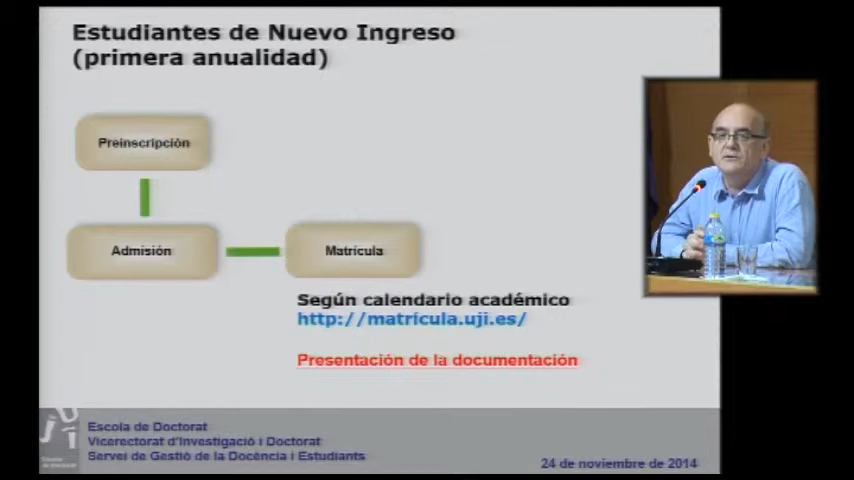 Estudiantes de Nuevo Ingreso
(primera anualidad)
Preinscripción
Admisión
Matrícula
Según calendario académico
http://matricula.uji.es/
Presentación de la documentación
Escola de Doctorat
Vicerectorat d'Investigació i Doctorat
Servei de Gestió de la Docència i Estudiants
24 de noviembre de 2014